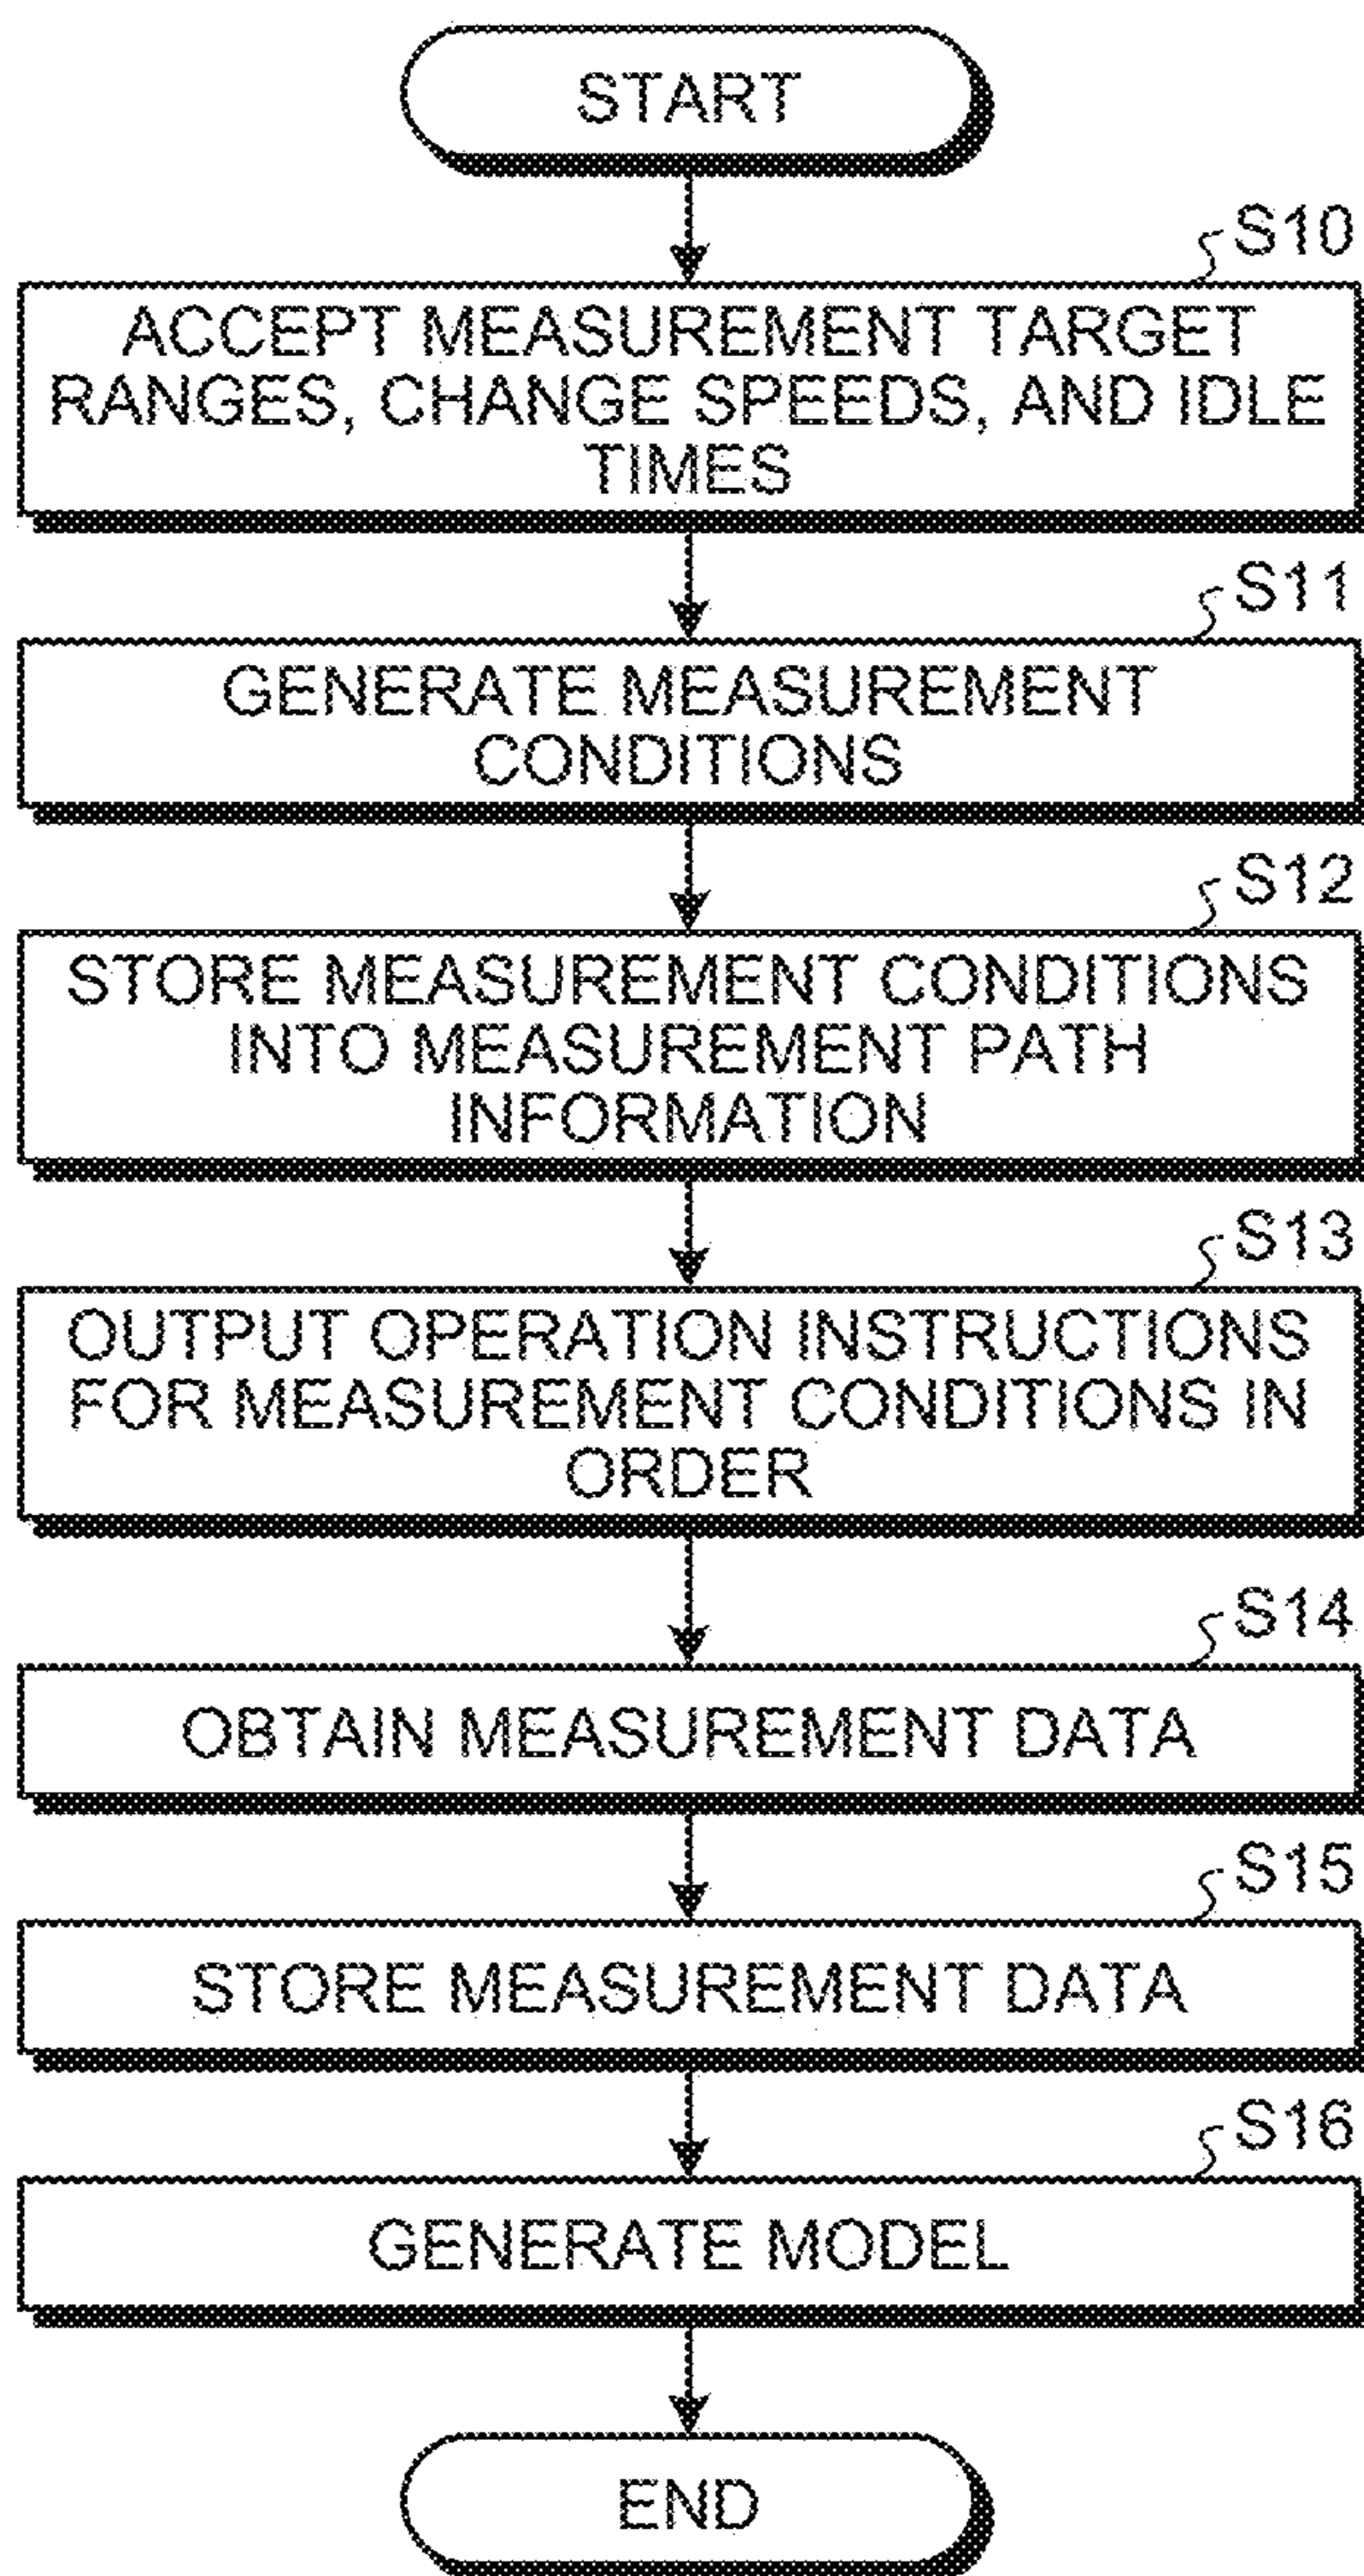 START
S10
ACCEPT MEASUREMENT TARGET
RANGES, CHANGE SPEEDS, AND IDLE
TIMES
S11
GENERATE MEASUREMENT
CONDITIONS
S12
STORE MEASUREMENT CONDITIONS
INTO MEASUREMENT PATH
INFORMATION
S13
OUTPUT OPERATION INSTRUCTIONS
FOR MEASUREMENT CONDITIONS IN
ORDER
S14
OBTAIN MEASUREMENT DATA
S15
STORE MEASUREMENT DATA
S16
GENERATE MODEL
END